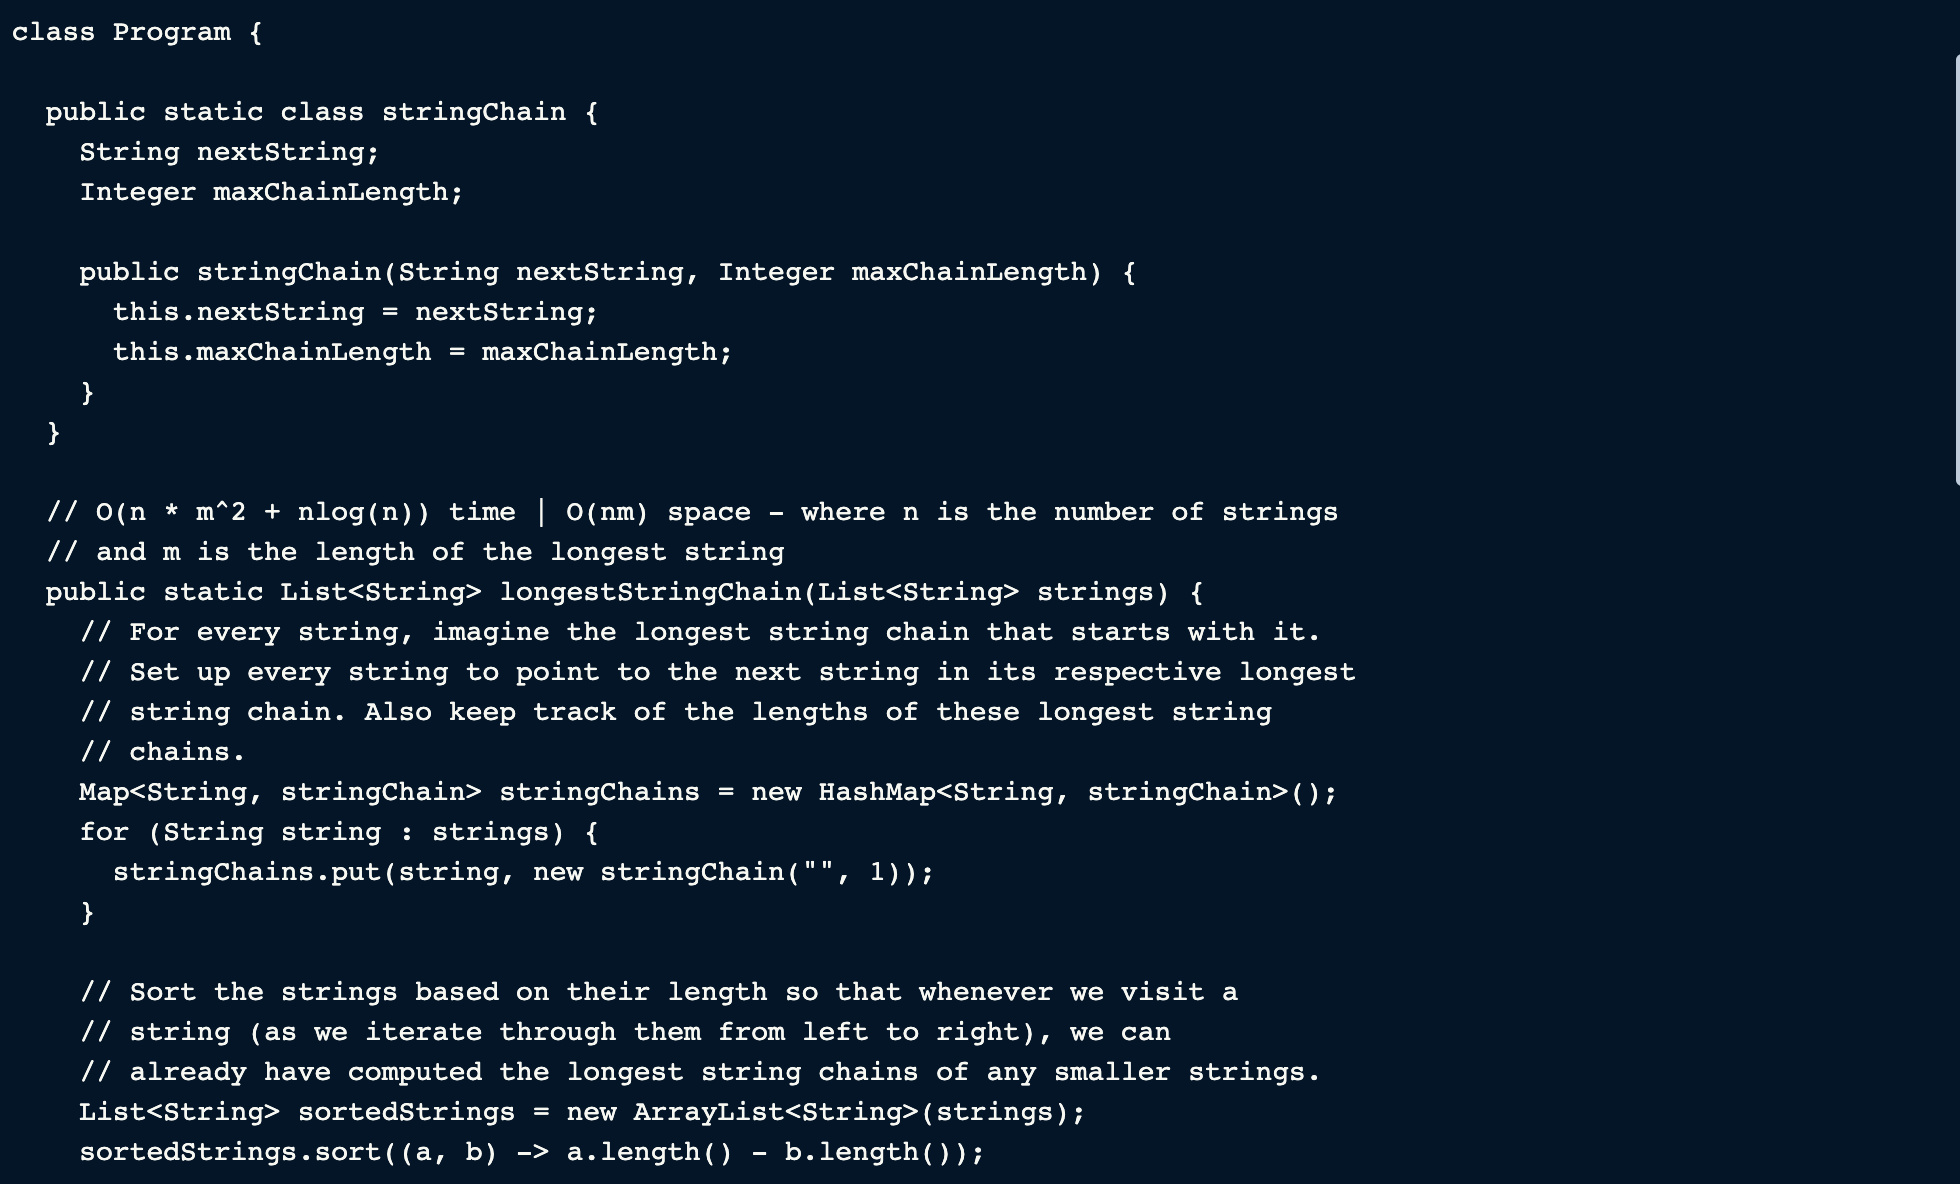 class Program {
public static class stringChain {
String nextString;
Integer maxChainLength;
public stringChain(String nextString, Integer maxChainLength) {
this.nextString = nextString;
this.maxChainLength = maxChainLength;
}
}
// O(n * m^2 + nlog(n)) time | O(nm) space - where n is the number of strings
// and m is the length of the longest string
public static List<String> longestStringChain(List<String> strings) {
// For every string, imagine the longest string chain that starts with it.
// Set up every string to point to the next string in its respective longest
// string chain. Also keep track of the lengths of these longest string
// chains.
Map<String, stringChain> stringChains = new HashMap<String, stringChain>();
for (String string : strings) {
stringChains.put(string, new stringChain("", 1));
}
// Sort the strings based on their length so that whenever we visit a
// string (as we iterate through them from left to right), we can
// already have computed the longest string chains of any smaller strings.
List<String> sortedStrings = new ArrayList<String>(strings);
sortedStrings.sort((a, b) -> a.length() - b.length());